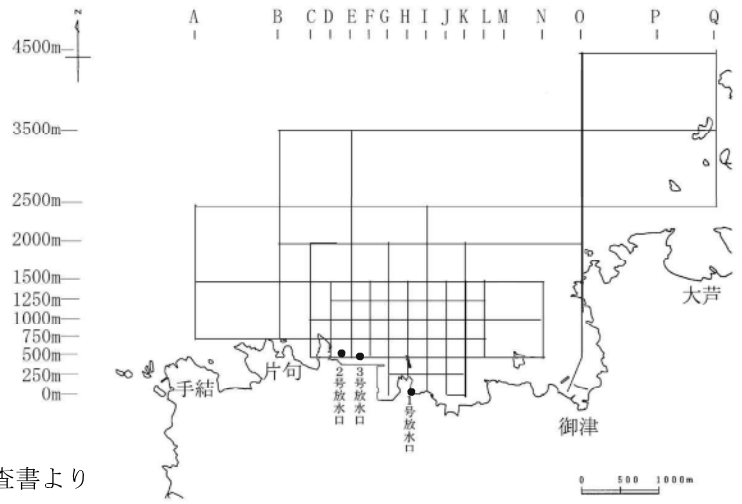 A B C D E F G H I J K L M N O P Q
z
4500m
3500m
2500m
2000m
1500m
1250m
1000m
750m
500m
250m
0m
大芦
片句
手結
2号放水口
3号放水口
1号放水口
御津
査書より
0 500 1000m